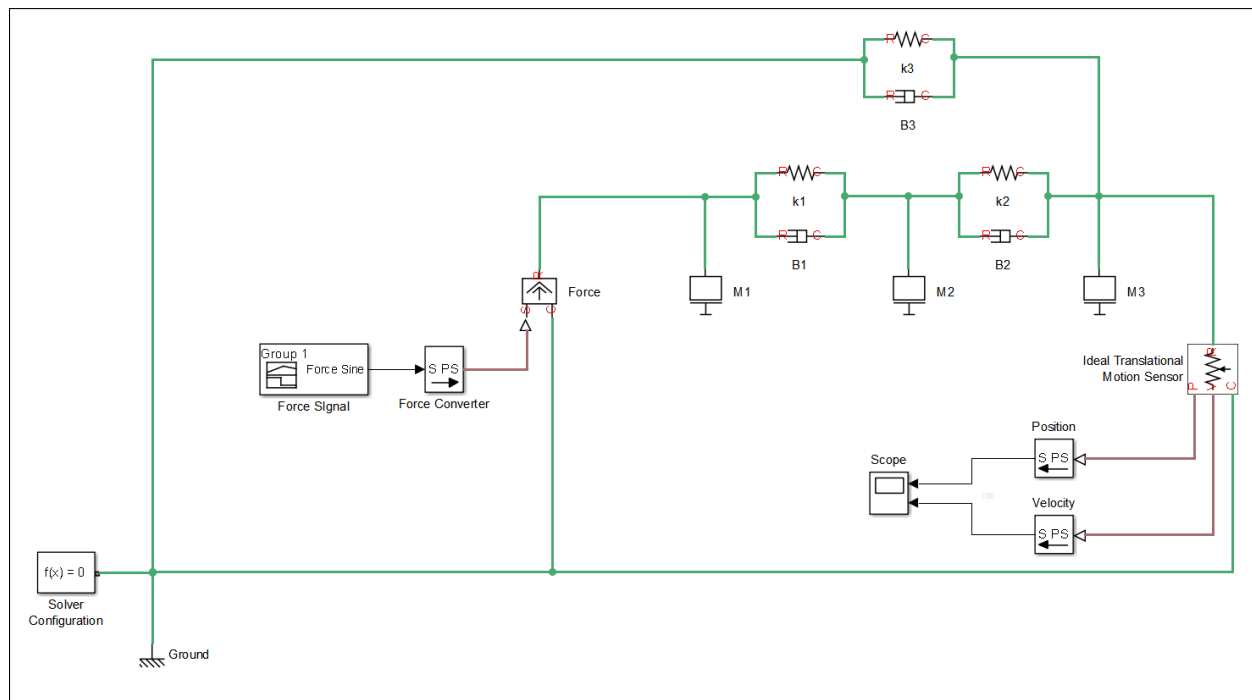 R
C
k3
R
C
B3
R
C
k1
R
C
B1
R
C
k2
R
C
B2
R
Force
S
C
M1
M2
M3
Group 1
Force Sine
Force SIgnal
S PS
Force Converter
Ideal Translational
Motion Sensor
R
P
V
C
Position
S PS
Scope
Velocity
S PS
f(x) = 0
Solver
Configuration
Ground